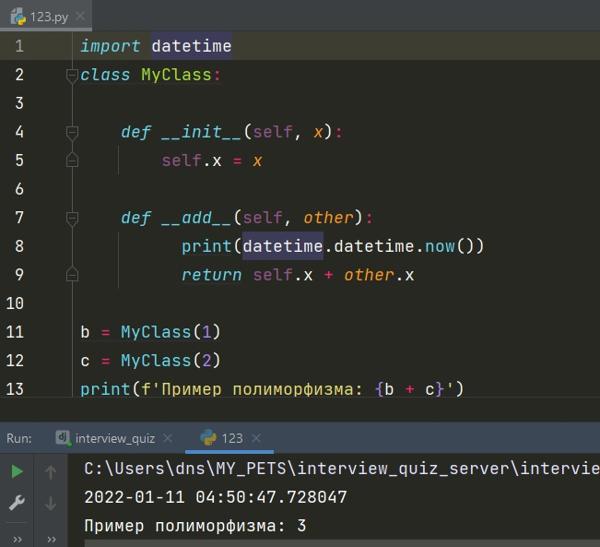 123.py
1 import datetime
2 class MyClass:
3
4 def __init__(self, x):
5 self.x = x
6
7 def __add__(self, other):
8 print(datetime.datetime.now())
9 return self.x + other.x
10
11 b = MyClass(1)
12 c = MyClass(2)
13 print(f'Пример полиморфизма: {b + c}')
Run: interview_quiz 123
C:\Users\dns\MY_PETS\interview_quiz_server\intervie
2022-01-11 04:50:47.728047
Пример полиморфизма: 3